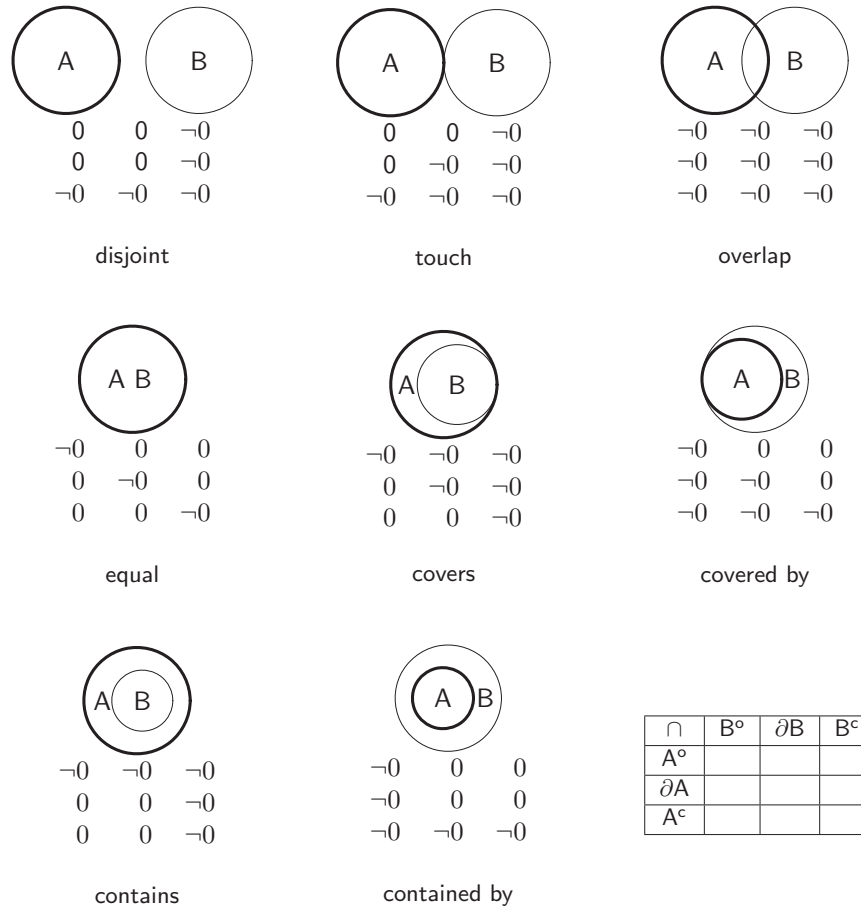 A B A B A B
0 0 ¬0 0 0 ¬0 ¬0 ¬0 ¬0
0 0 ¬0 0 ¬0 ¬0 ¬0 ¬0 ¬0
¬0 ¬0 ¬0 ¬0 ¬0 ¬0 ¬0 ¬0 ¬0
disjoint touch overlap
A B A B A B
¬0 0 0 ¬0 ¬0 ¬0 ¬0 0 0
0 ¬0 0 0 ¬0 ¬0 ¬0 ¬0 0
0 0 ¬0 0 0 ¬0 ¬0 ¬0 ¬0
equal covers covered by
A B A B
¬0 ¬0 ¬0 ¬0 0 0
0 0 ¬0 ¬0 0 0
0 0 ¬0 ¬0 ¬0 ¬0
contains contained by
∩ Bᵒ ∂B Bᶜ
Aᵒ
∂A
Aᶜ